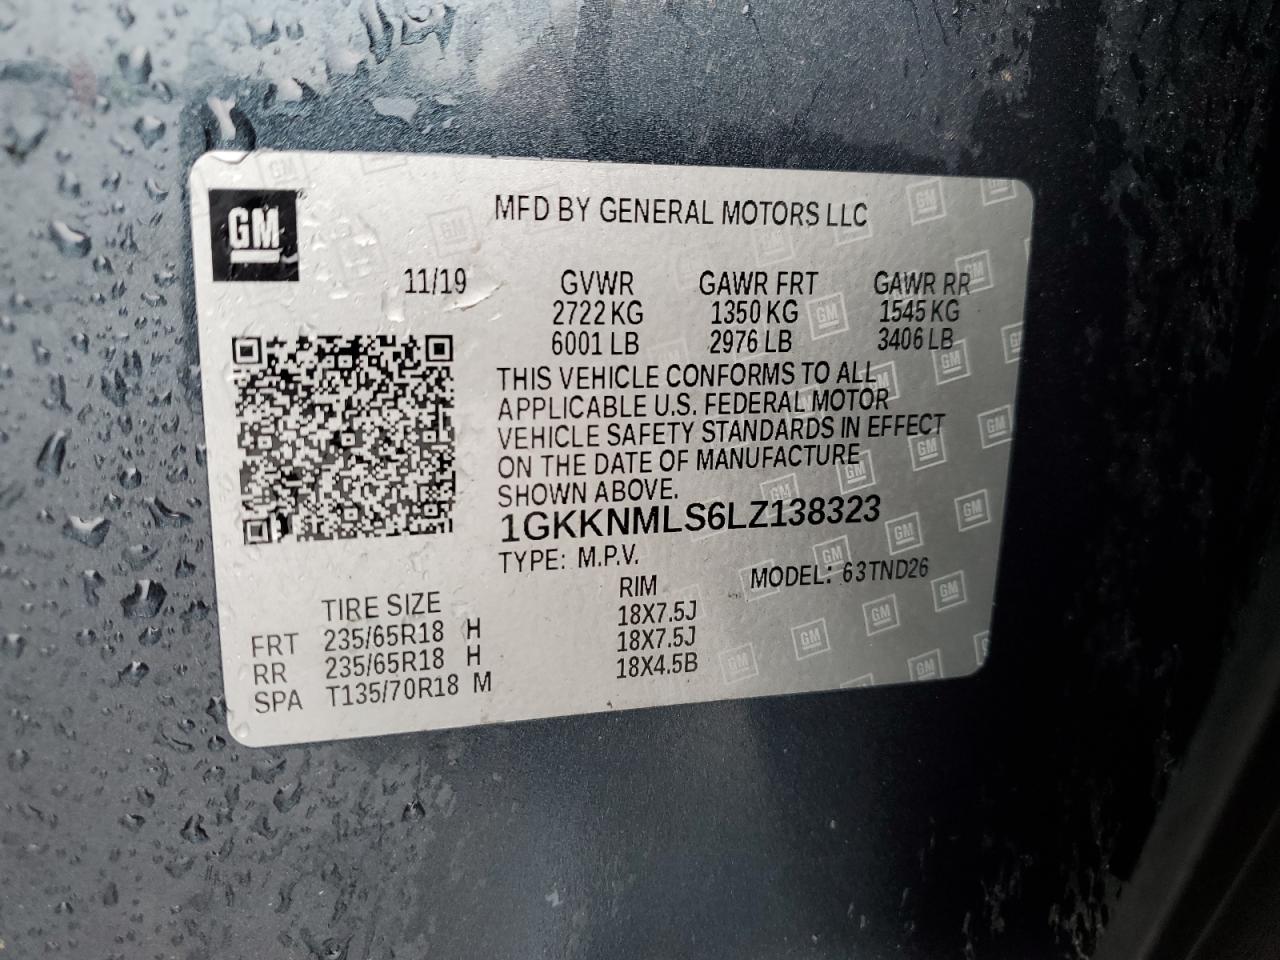 GM
MFD BY GENERAL MOTORS LLC
11/19 GVWR GAWR FRT GAWR RR
2722 KG 1350 KG 1545 KG
6001 LB 2976 LB 3406 LB
THIS VEHICLE CONFORMS TO ALL
APPLICABLE U.S. FEDERAL MOTOR
VEHICLE SAFETY STANDARDS IN EFFECT
ON THE DATE OF MANUFACTURE
SHOWN ABOVE.
1GKKNMLS6LZ138323
TYPE: M.P.V. MODEL: 63TND26
TIRE SIZE RIM
FRT 235/65R18 H 18X7.5J
RR 235/65R18 H 18X7.5J
SPA T135/70R18 M 18X4.5B